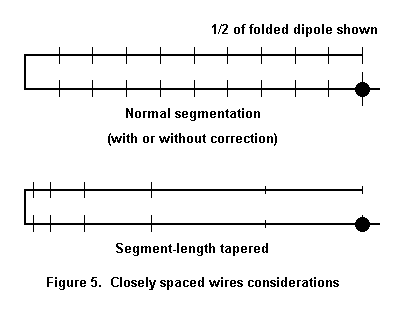 1/2 of folded dipole shown
Normal segmentation
(with or without correction)
Segment-length tapered
Figure 5. Closely spaced wires considerations